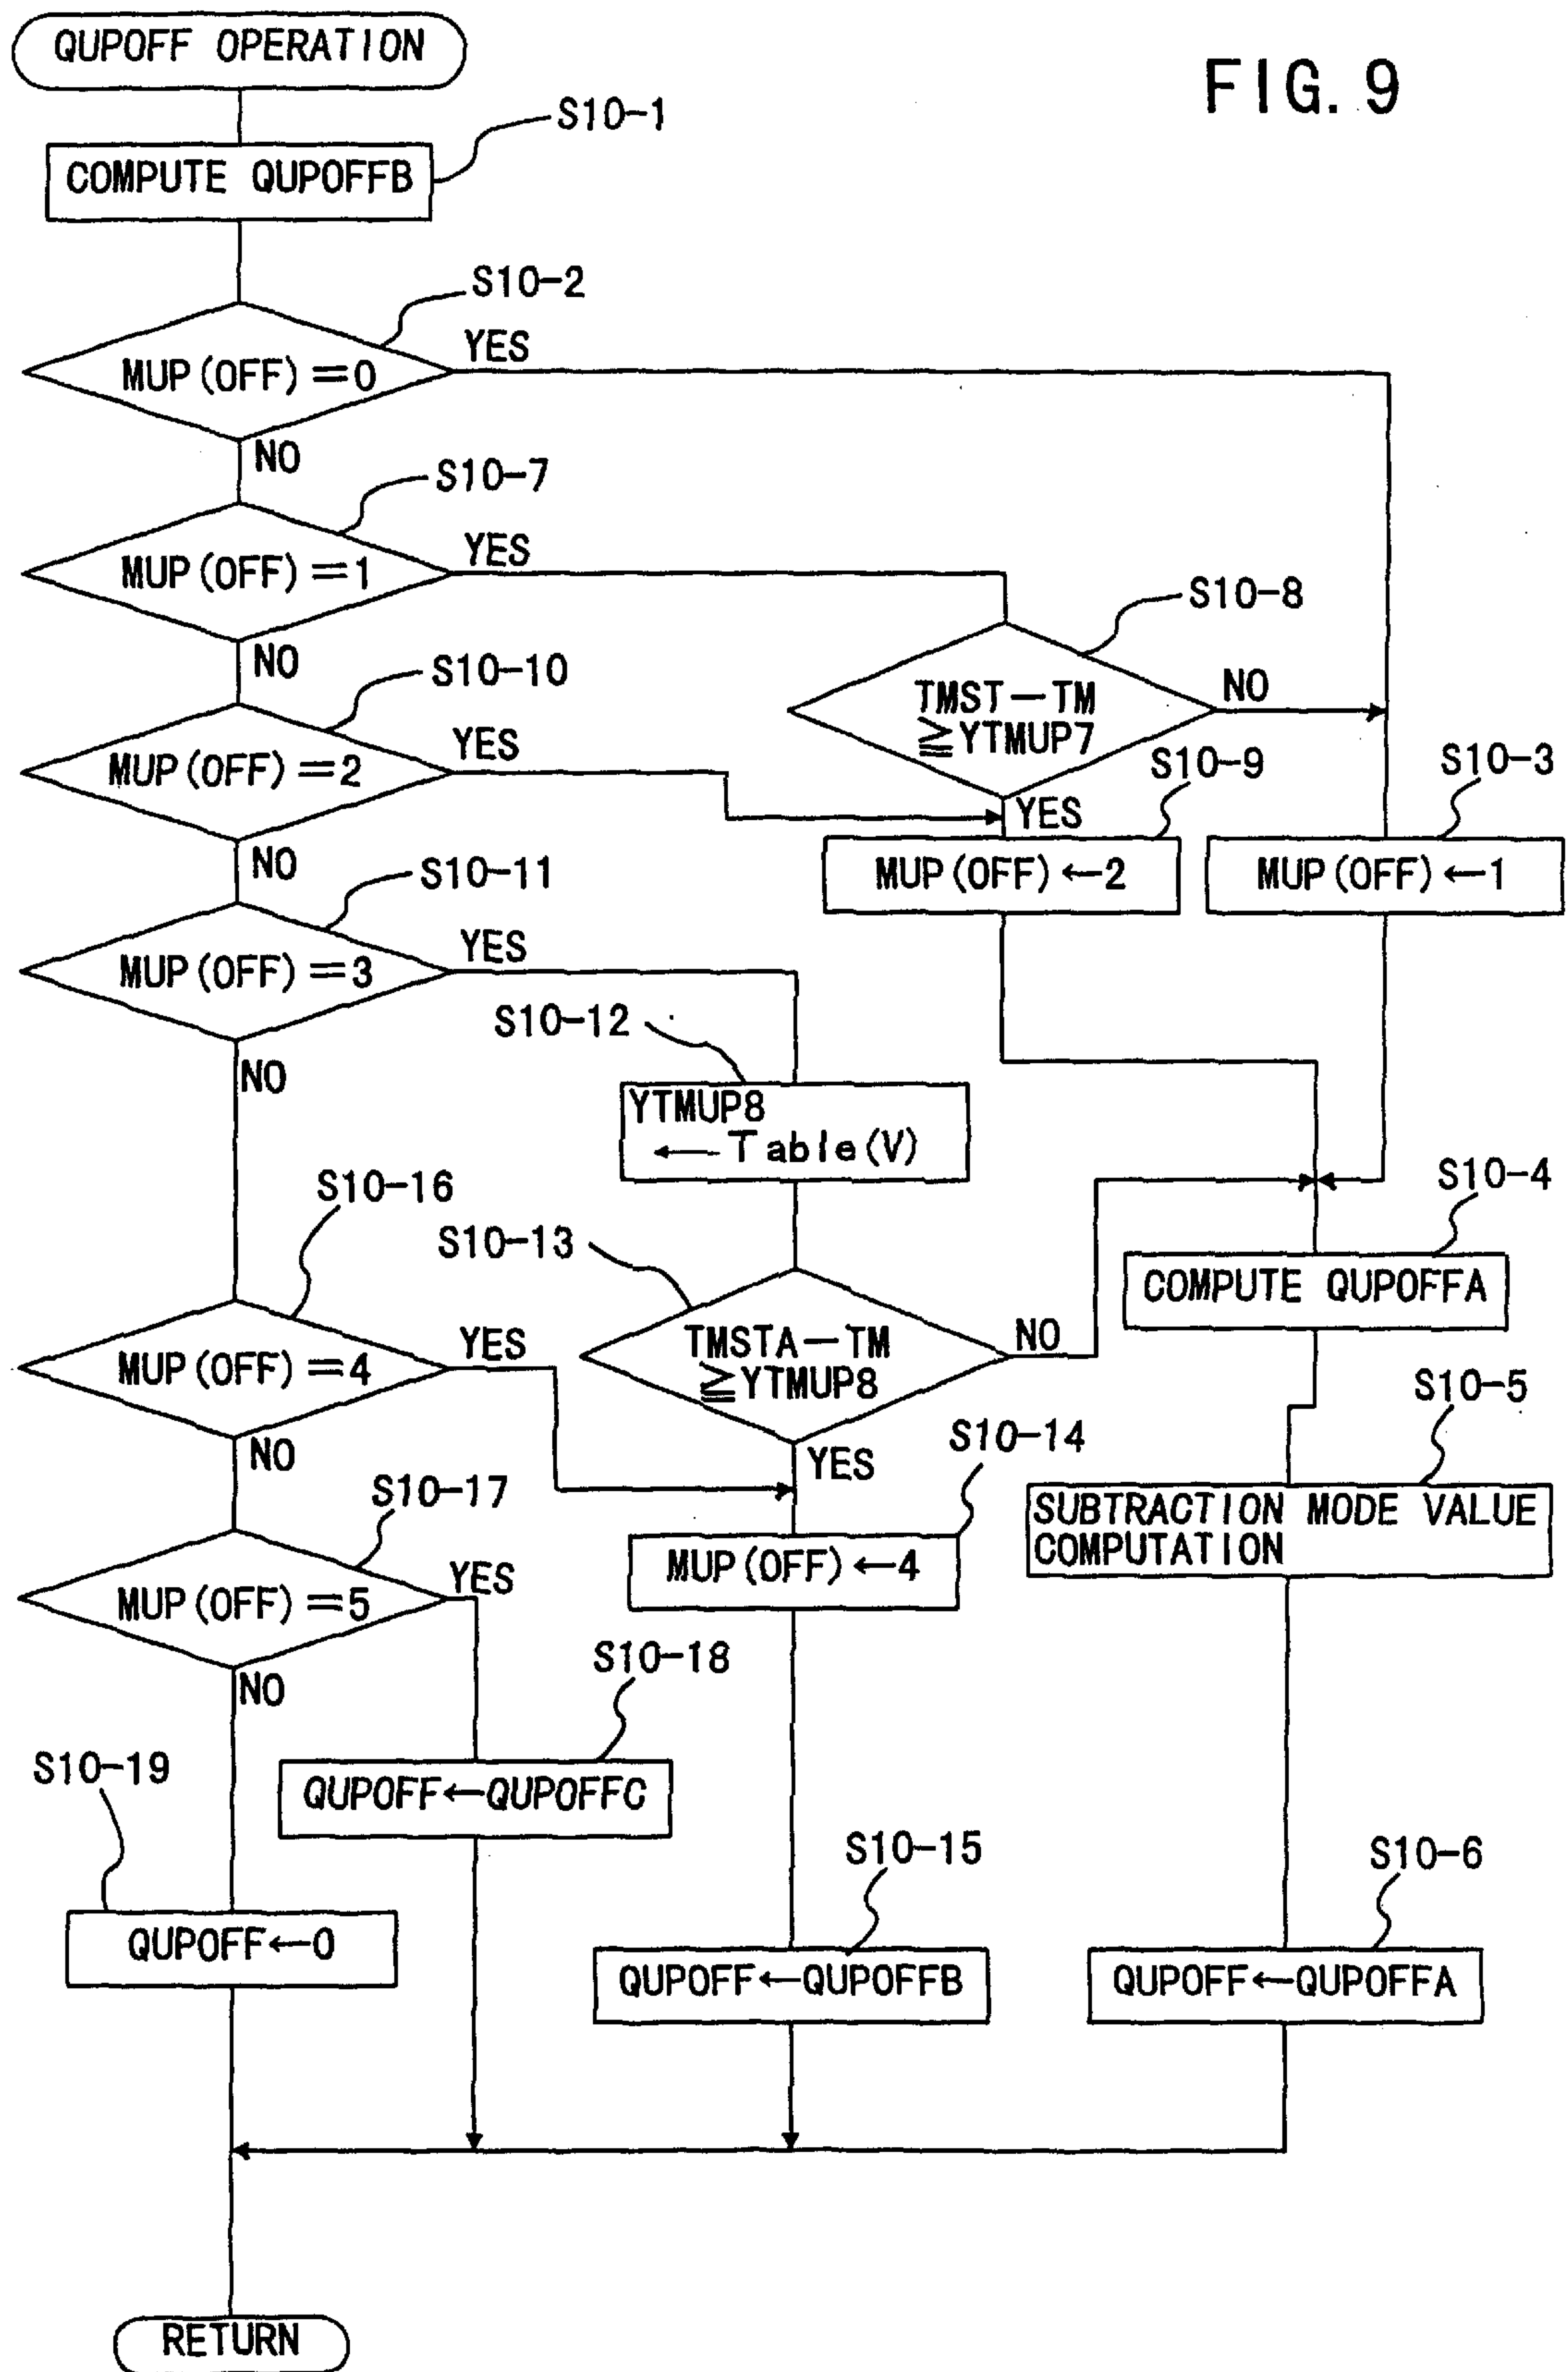 QUPOFF OPERATION
FIG. 9
S10-1
COMPUTE QUPOFFB
S10-2
MUP(OFF)=0
YES
NO
S10-7
MUP(OFF)=1
YES
NO
S10-8
TMST-TM
≧YTMUP7
NO
YES
S10-10
MUP(OFF)=2
YES
NO
S10-9
MUP(OFF)←2
S10-3
MUP(OFF)←1
S10-11
MUP(OFF)=3
YES
NO
S10-12
YTMUP8
←Table(V)
S10-16
MUP(OFF)=4
YES
NO
S10-13
TMSTA-TM
≧YTMUP8
NO
YES
S10-4
COMPUTE QUPOFFA
S10-5
SUBTRACTION MODE VALUE
COMPUTATION
S10-14
MUP(OFF)←4
S10-17
MUP(OFF)=5
YES
NO
S10-18
QUPOFF←QUPOFFC
S10-19
QUPOFF←0
S10-15
QUPOFF←QUPOFFB
S10-6
QUPOFF←QUPOFFA
RETURN